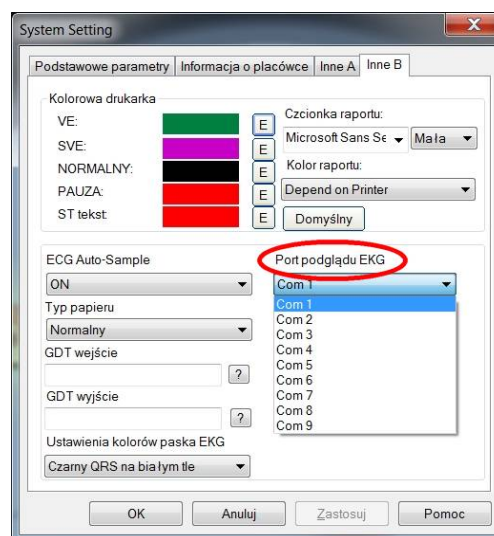 System Setting
X
Podstawowe parametry Informacja o placówce Inne A Inne B
Kolorowa drukarka
VE:
E
SVE:
E
NORMALNY:
E
PAUZA:
E
ST tekst:
E
Czcionka raportu:
Microsoft Sans Se Mała
Kolor raportu:
Depend on Printer
Domyślny
ECG Auto-Sample
ON
Typ papieru
Normalny
GDT wejście
?
GDT wyjście
?
Ustawienia kolorów paska EKG
Czarny QRS na białym tle
Port podglądu EKG
Com 1
Com 1
Com 2
Com 3
Com 4
Com 5
Com 6
Com 7
Com 8
Com 9
OK Anuluj Zastosuj Pomoc